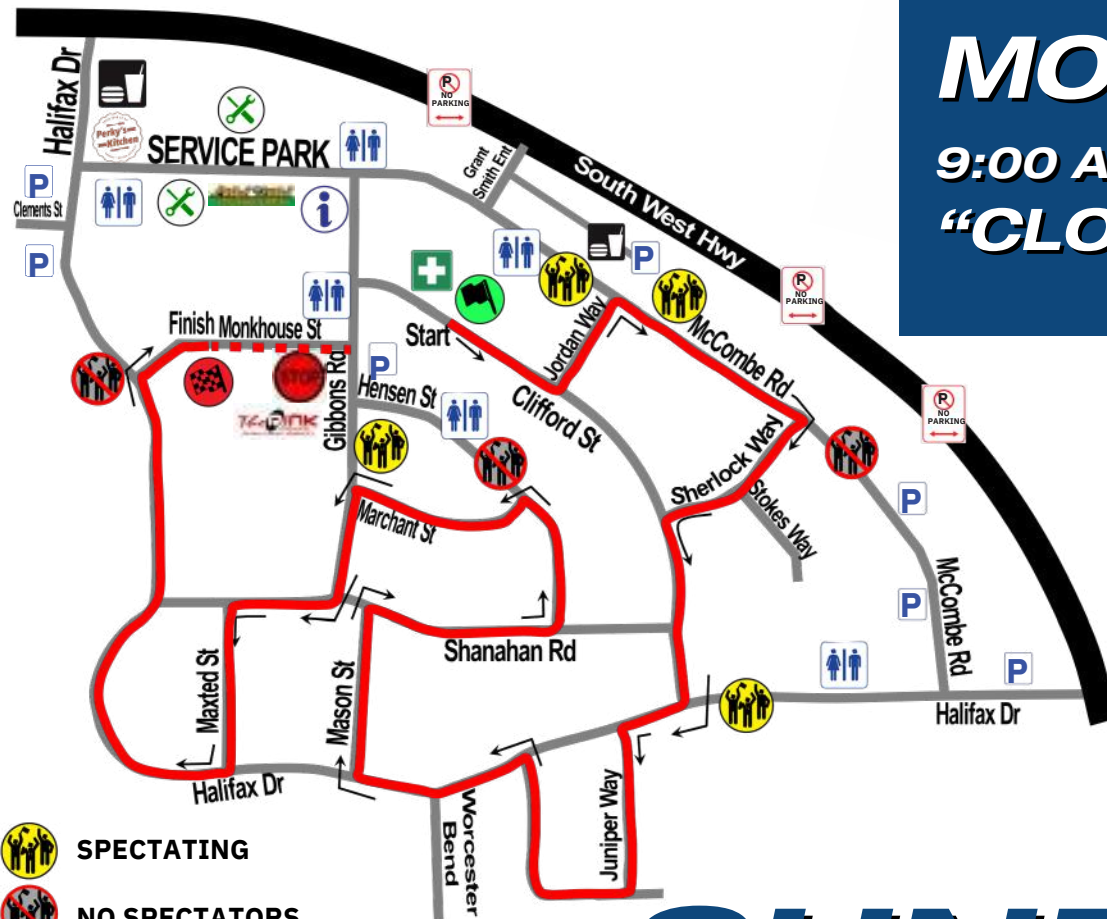 MO
9:00 A
“CLO
Halifax Dr
Perky's
Kitchen
SERVICE PARK
P
NO
PARKING
Grant
Smith Ent
South West Hwy
P
Clements St
P
i
P
P
NO
PARKING
Finish
Monkhouse St
Start
Jordan Way
McCombe Rd
STOP
Gibbons Rd
P
Hensen St
Clifford St
P
NO
PARKING
The PINK
Sherlock Way
Stokes Way
P
Marchant St
McCombe Rd
P
Shanahan Rd
Maxted St
Mason St
P
Halifax Dr
Halifax Dr
Juniper Way
Worcester
Bend
SPECTATING
NO SPECTATORS